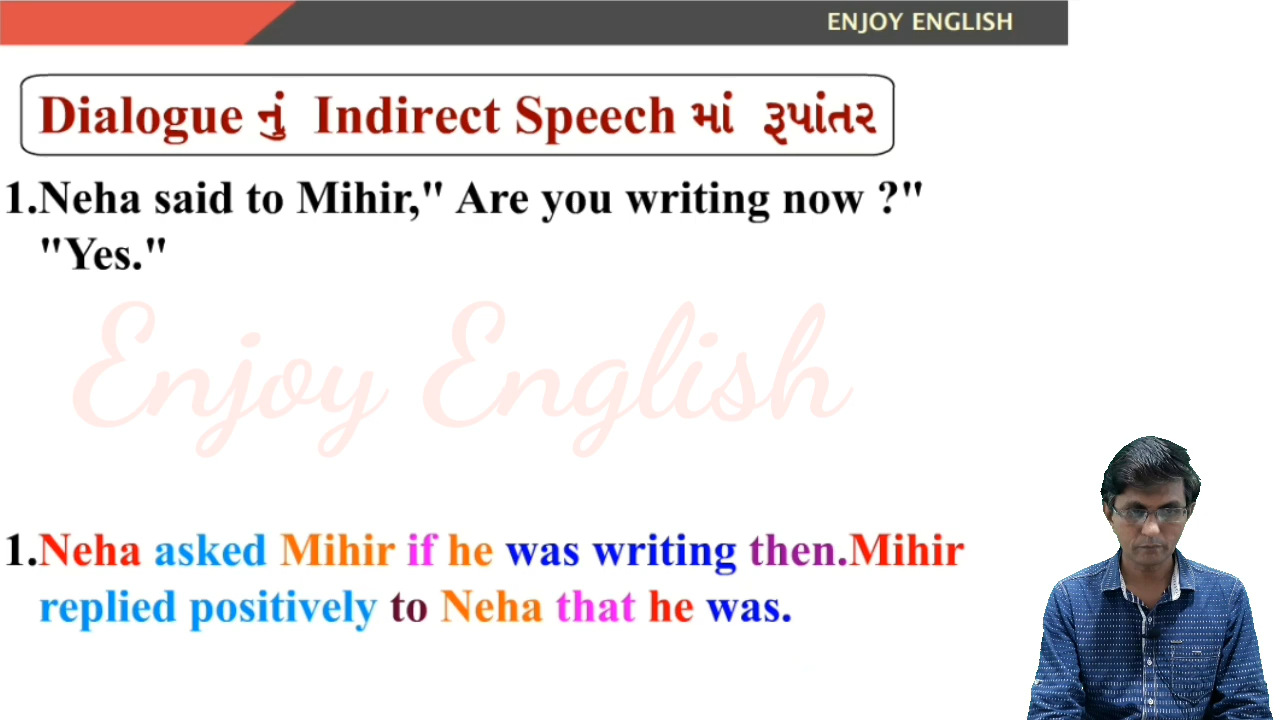 ENJOY ENGLISH
Dialogue નું Indirect Speech માં રૂપાંતર
1.Neha said to Mihir," Are you writing now ?"
"Yes."
Enjoy English
1.Neha asked Mihir if he was writing then.Mihir
replied positively to Neha that he was.